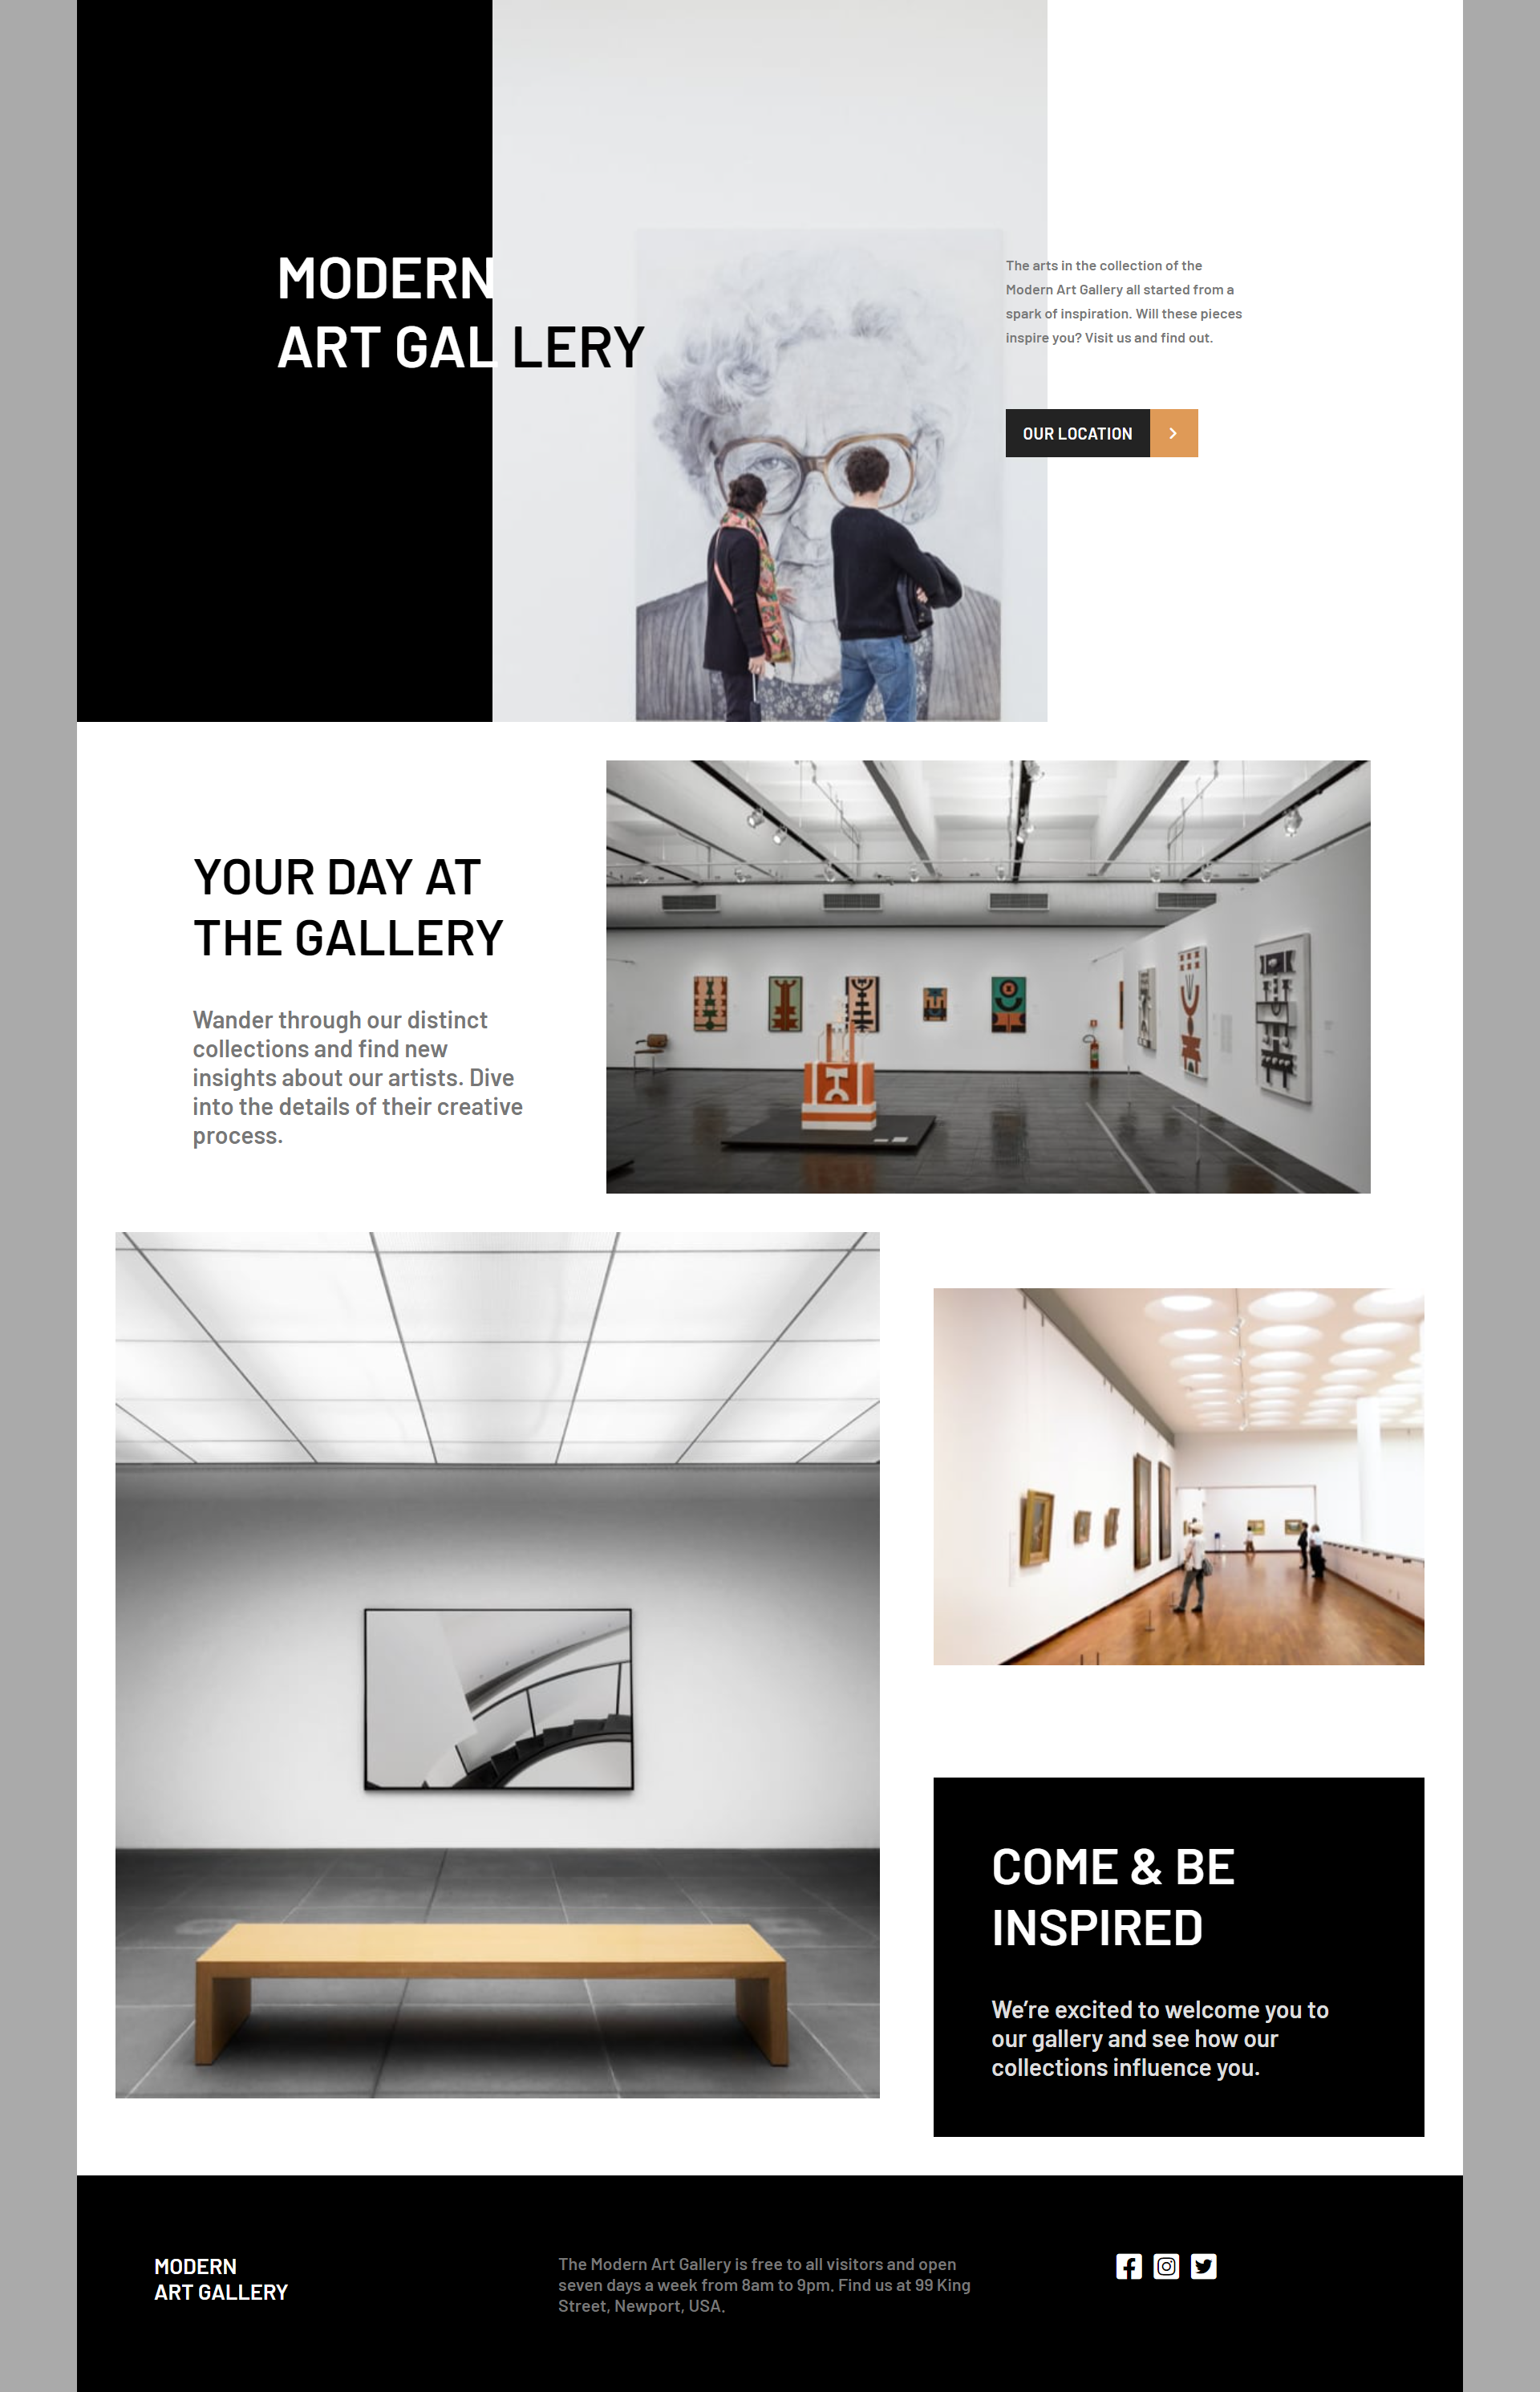 MODERN
ART GAL LERY
The arts in the collection of the
Modern Art Gallery all started from a
spark of inspiration. Will these pieces
inspire you? Visit us and find out.
OUR LOCATION
YOUR DAY AT
THE GALLERY
Wander through our distinct
collections and find new
insights about our artists. Dive
into the details of their creative
process.
COME & BE
INSPIRED
We’re excited to welcome you to
our gallery and see how our
collections influence you.
MODERN
ART GALLERY
The Modern Art Gallery is free to all visitors and open
seven days a week from 8am to 9pm. Find us at 99 King
Street, Newport, USA.